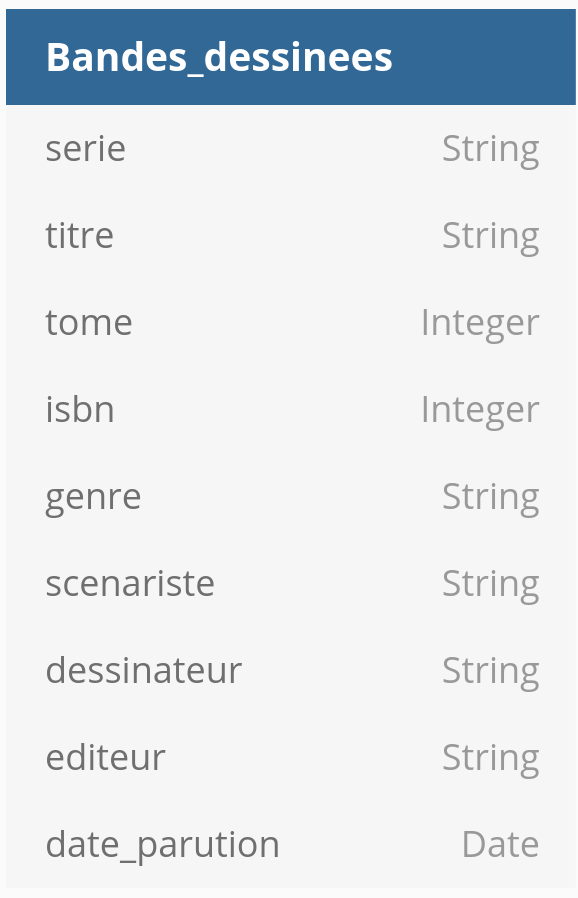 Bandes_dessinees
serie String
titre String
tome Integer
isbn Integer
genre String
scenariste String
dessinateur String
editeur String
date_parution Date